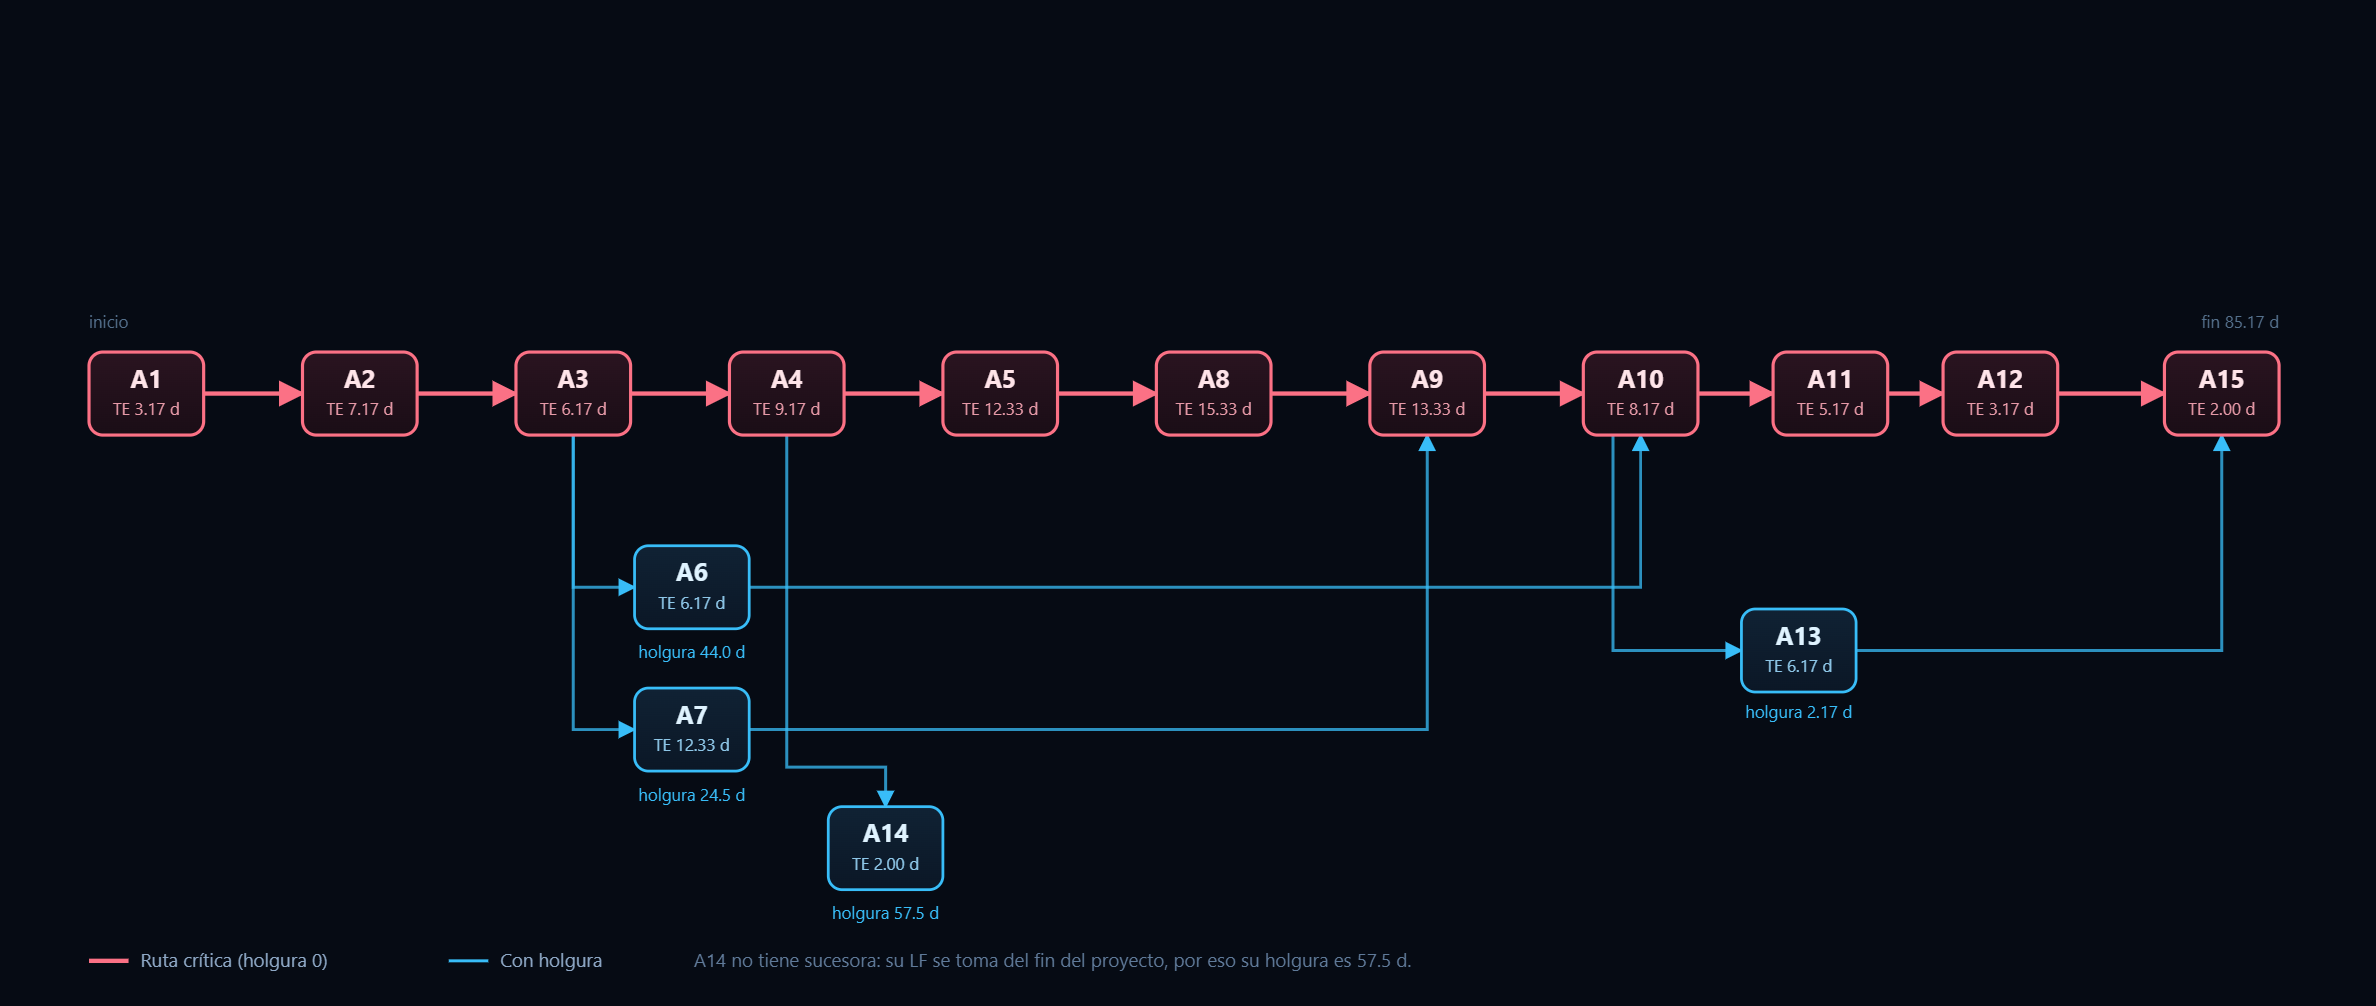 inicio
fin 85.17 d
A1
TE 3.17 d
A2
TE 7.17 d
A3
TE 6.17 d
A4
TE 9.17 d
A5
TE 12.33 d
A8
TE 15.33 d
A9
TE 13.33 d
A10
TE 8.17 d
A11
TE 5.17 d
A12
TE 3.17 d
A15
TE 2.00 d
A6
TE 6.17 d
holgura 44.0 d
A13
TE 6.17 d
holgura 2.17 d
A7
TE 12.33 d
holgura 24.5 d
A14
TE 2.00 d
holgura 57.5 d
Ruta crítica (holgura 0)
Con holgura
A14 no tiene sucesora: su LF se toma del fin del proyecto, por eso su holgura es 57.5 d.